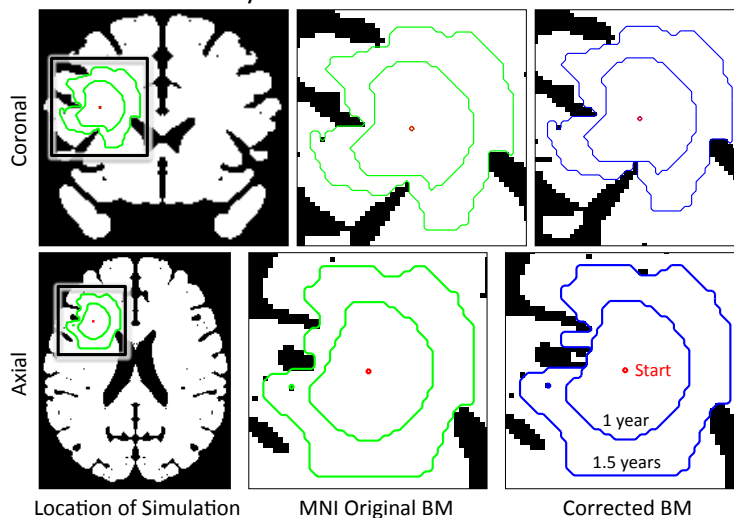 Coronal
Axial
Start
1 year
1.5 years
Location of Simulation
MNI Original BM
Corrected BM